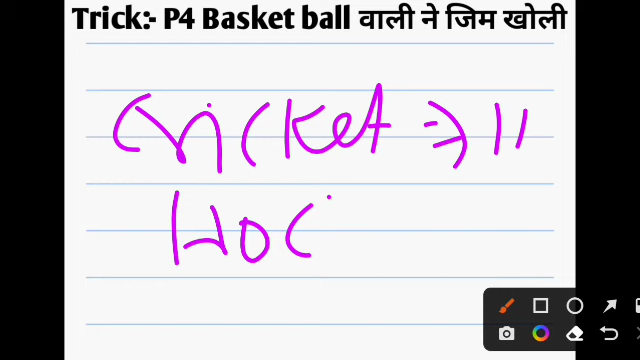 Trick:- P4 Basket ball वाली ने जिम खोली
Cricket => 11
HOC